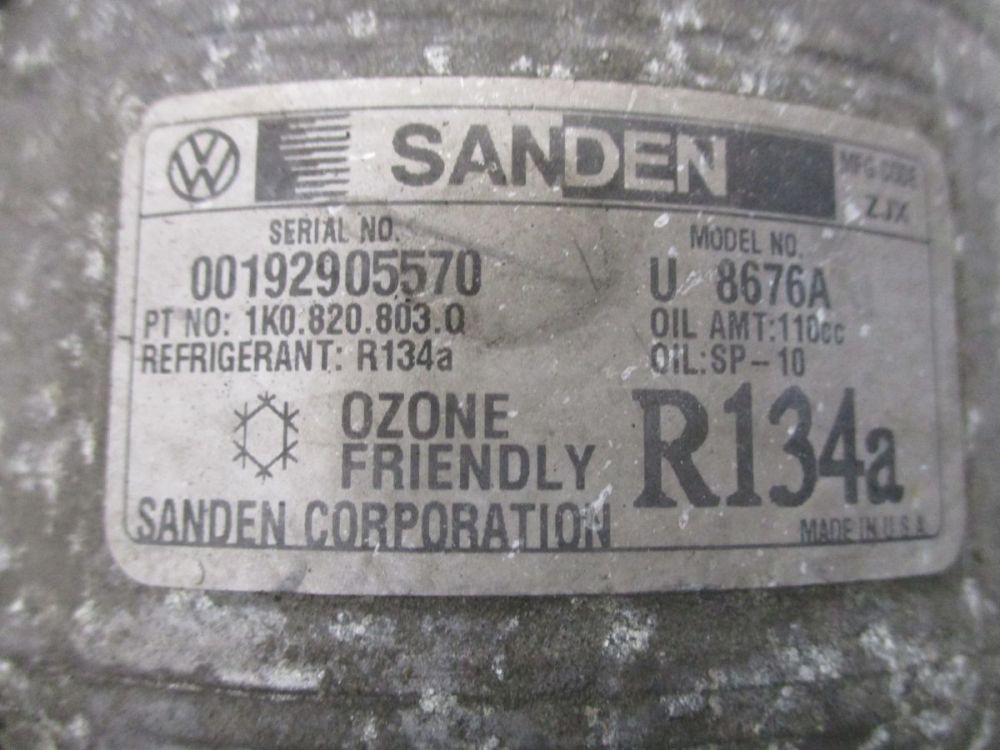 SANDEN
MFG.CODE
ZJX
SERIAL NO.
00192905570
MODEL NO.
U 8676A
PT NO: 1K0.820.803.Q
OIL AMT:110cc
REFRIGERANT: R134a
OIL:SP-10
OZONE
FRIENDLY
R134a
SANDEN CORPORATION
MADE IN U.S.A.